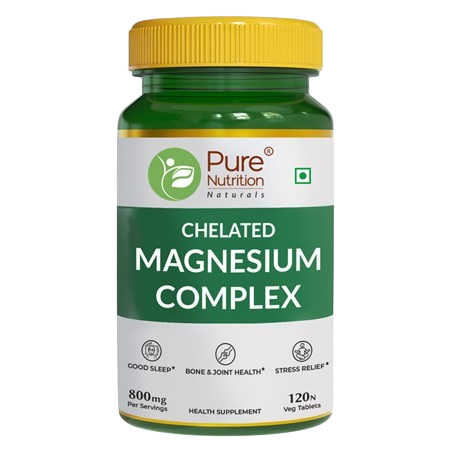 Pure®
Nutrition
Naturals
CHELATED
MAGNESIUM
COMPLEX
GOOD SLEEP*
BONE & JOINT HEALTH*
STRESS RELIEF*
800mg
Per Servings
HEALTH SUPPLEMENT
120N
Veg Tablets